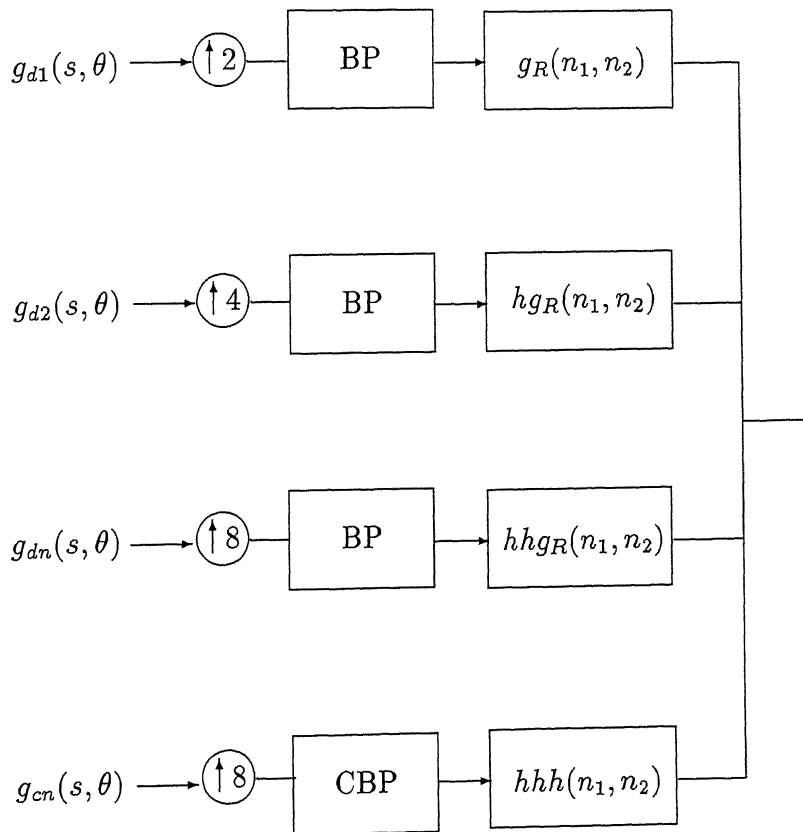 g_{d1}(s, θ) ↑2 BP g_R(n_1, n_2)
g_{d2}(s, θ) ↑4 BP hg_R(n_1, n_2)
g_{dn}(s, θ) ↑8 BP hhg_R(n_1, n_2)
g_{cn}(s, θ) ↑8 CBP hhh(n_1, n_2)